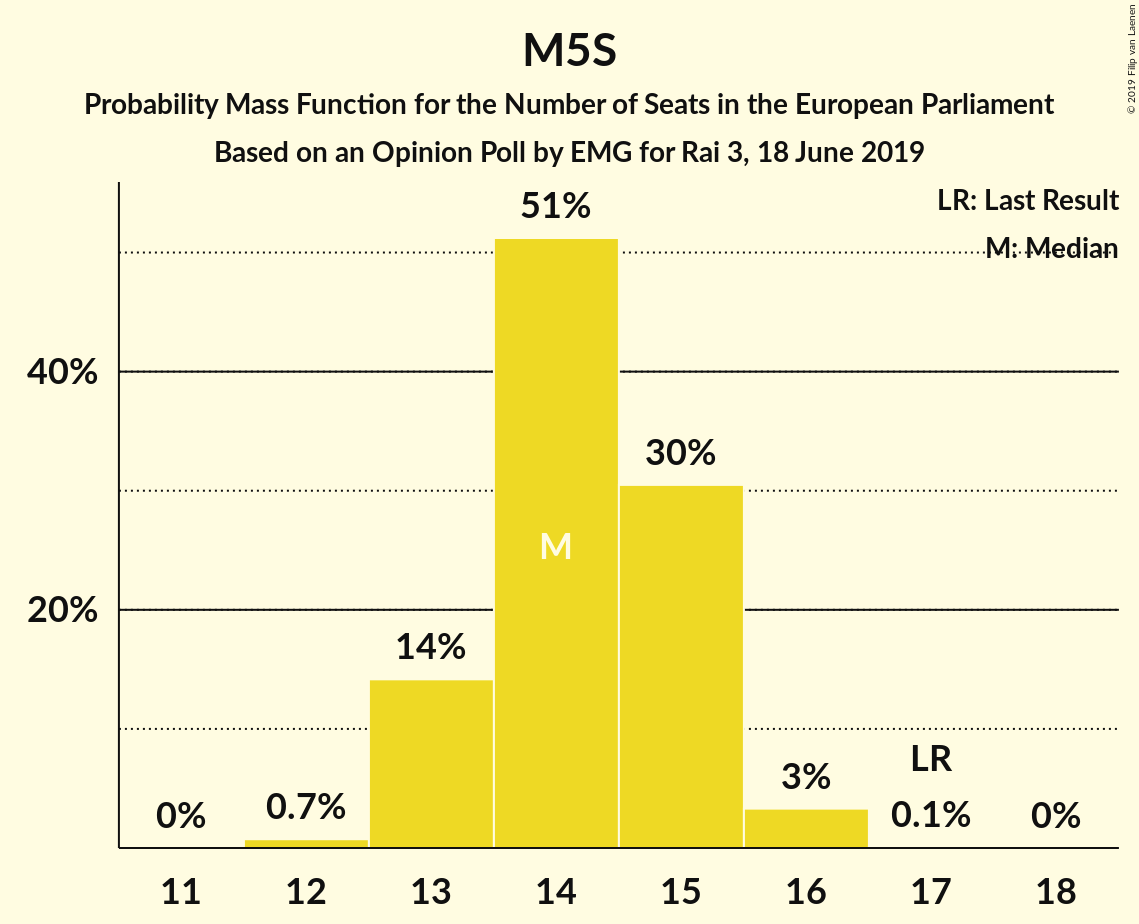 M5S
Probability Mass Function for the Number of Seats in the European Parliament
Based on an Opinion Poll by EMG for Rai 3, 18 June 2019
© 2019 Filip van Laenen
LR: Last Result
M: Median
40%
20%
0%
0.7%
14%
51%
M
30%
3%
LR
0.1%
0%
11 12 13 14 15 16 17 18